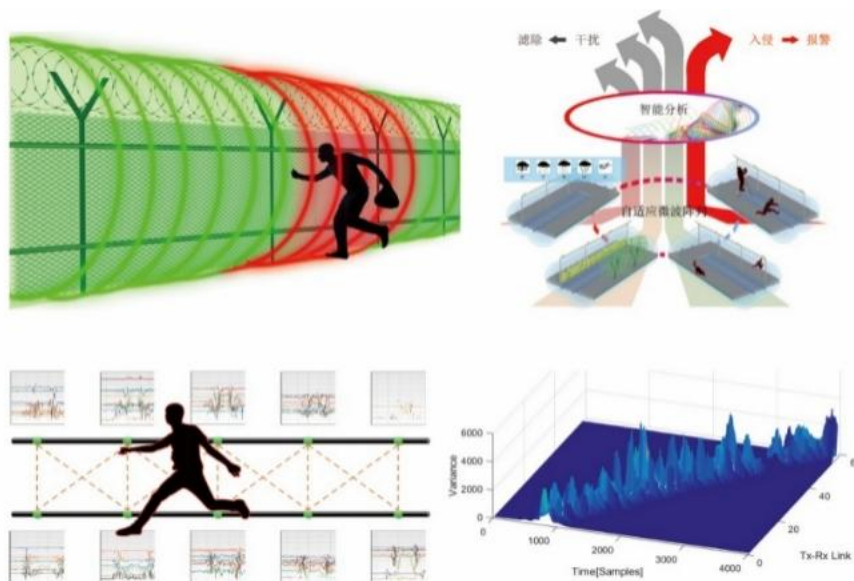 滤除 干扰
入侵 报警
智能分析
自适应微波阵列
6000
4000
2000
0
Variance
0
1000
2000
3000
4000
Time[Samples]
0
20
40
6
Tx-Rx Link